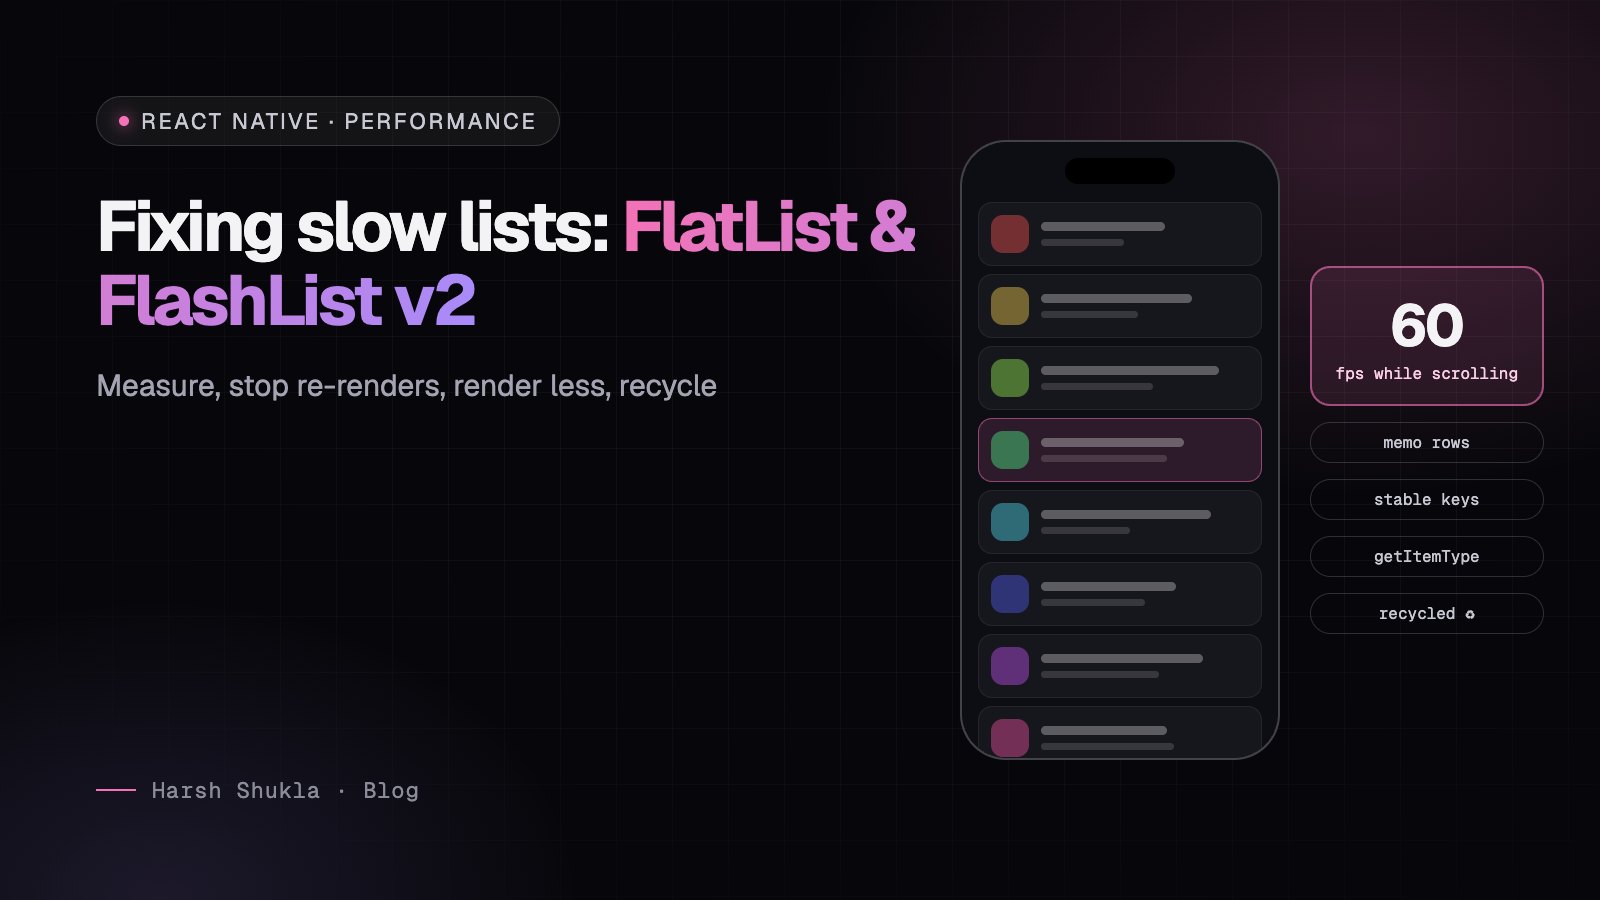 REACT NATIVE · PERFORMANCE
Fixing slow lists: FlatList &
FlashList v2
Measure, stop re-renders, render less, recycle
60
fps while scrolling
memo rows
stable keys
getItemType
recycled ♻
Harsh Shukla · Blog